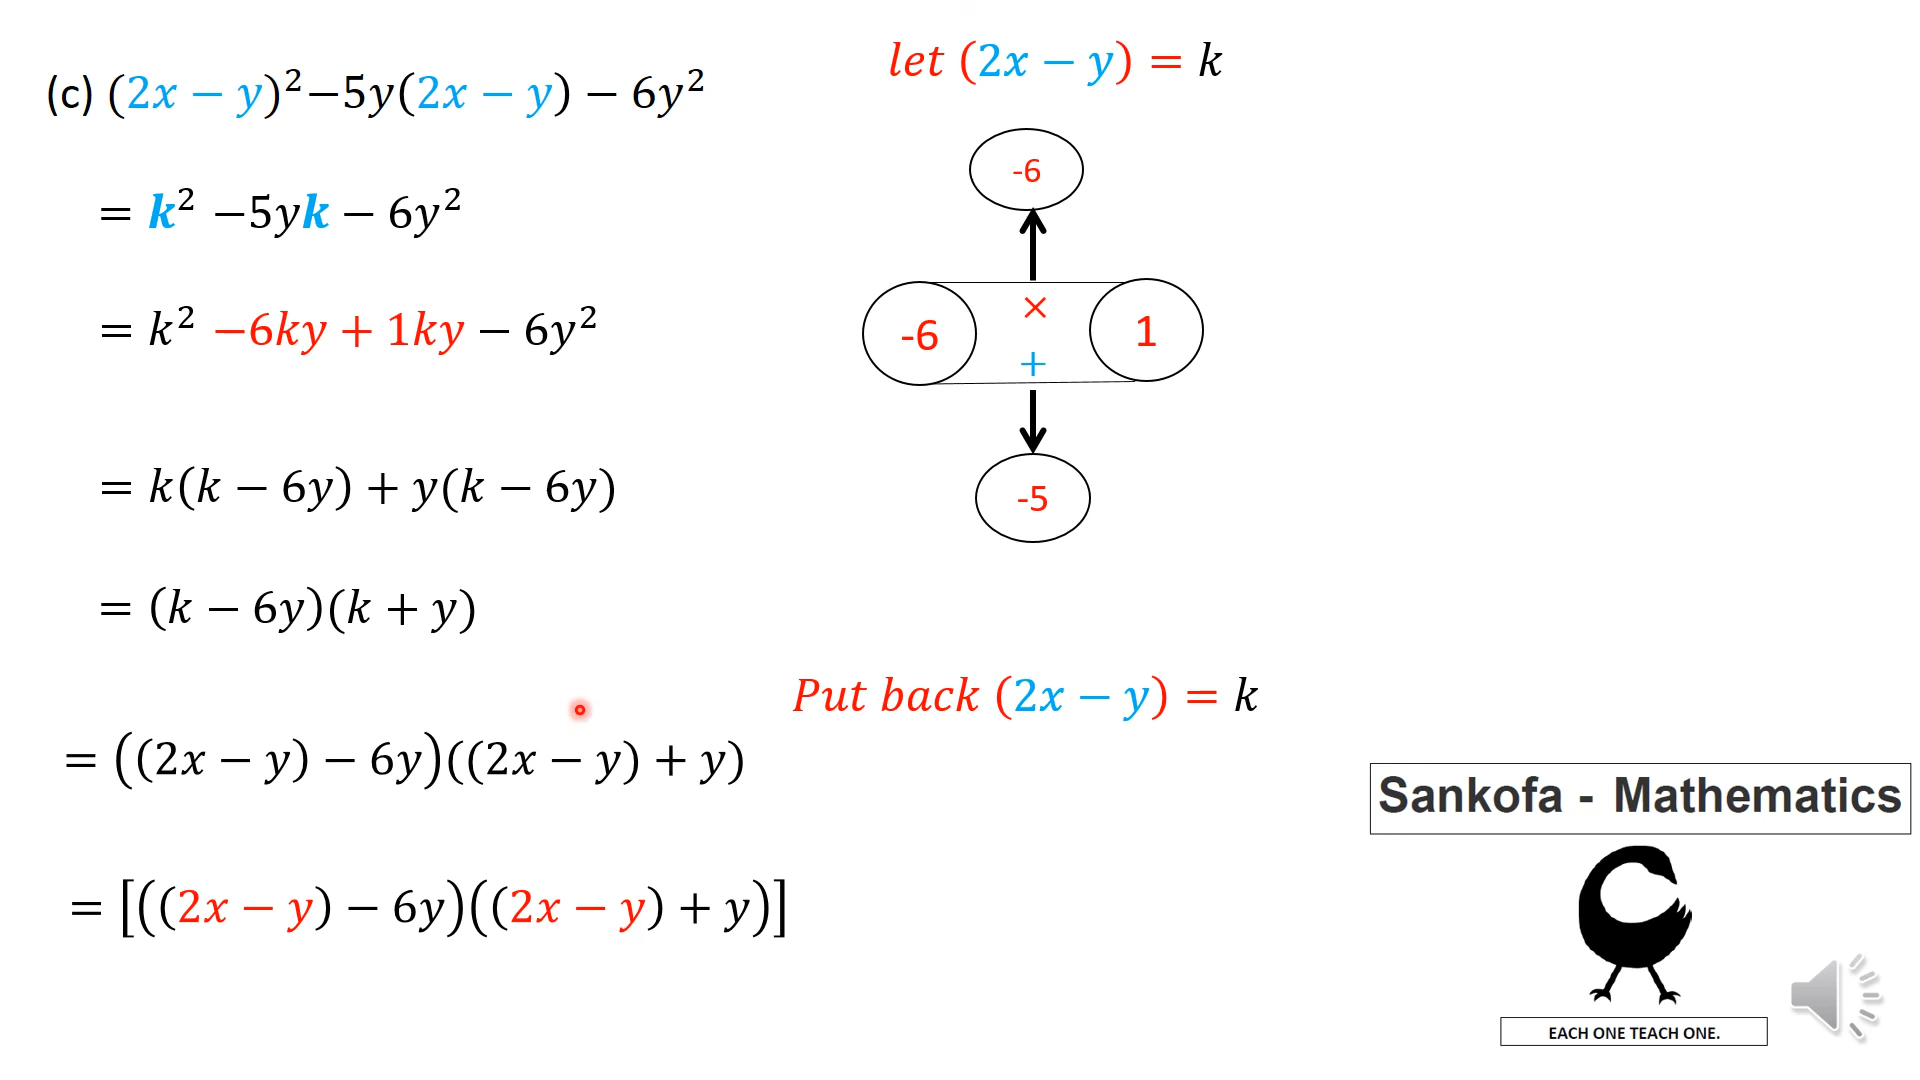 (c) (2x − y)²−5y(2x − y) − 6y²
let (2x − y) = k
= k² −5yk − 6y²
-6
= k² −6ky + 1ky − 6y²
-6 × 1
+
= k(k − 6y) + y(k − 6y)
-5
= (k − 6y)(k + y)
Put back (2x − y) = k
= ((2x − y) − 6y)((2x − y) + y)
= [((2x − y) − 6y)((2x − y) + y)]
Sankofa - Mathematics
EACH ONE TEACH ONE.